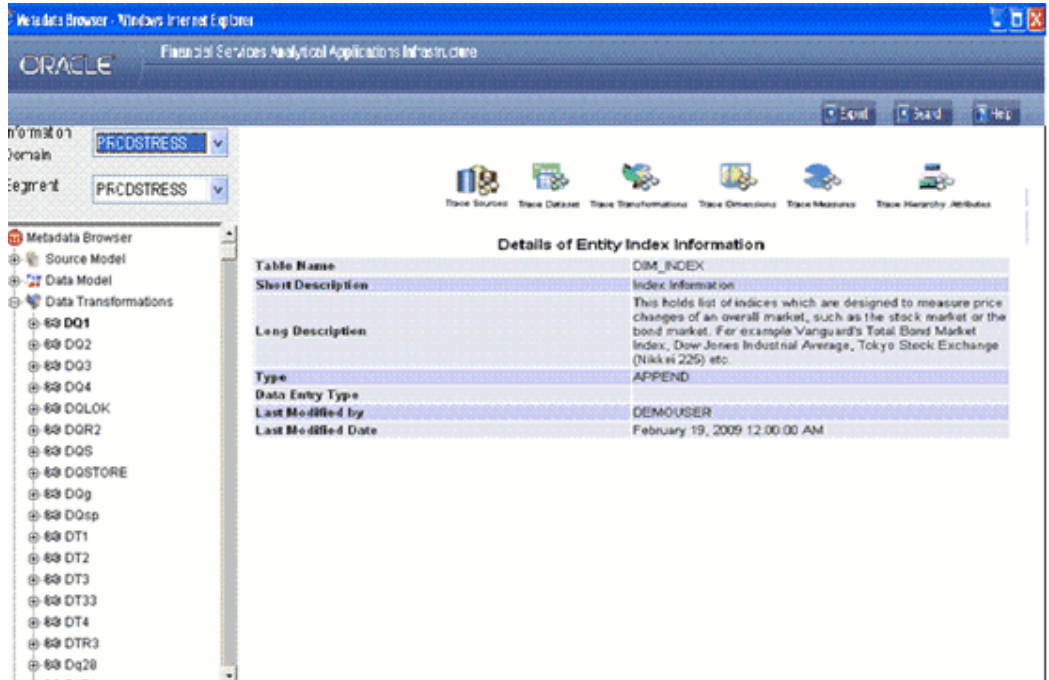 Metadata Browser - Windows Internet Explorer
ORACLE
Financial Services Analytical Applications Infrastructure
Export
Search
Help
nformation
Domain
PRODSTRESS
Segment
PRODSTRESS
Metadata Browser
Source Model
Data Model
Data Transformations
DQ1
DQ2
DQ3
DQ4
DQLOK
DQR2
DQS
DQSTORE
DQg
DQsp
DT1
DT2
DT3
DT33
DT4
DTR3
Dq28
Trace Sources
Trace Dataset
Trace Transformations
Trace Dimensions
Trace Measures
Trace Hierarchy Attributes
Details of Entity Index Information
Table Name DIM_INDEX
Short Description Index Information
Long Description
This holds list of indices which are designed to measure price
changes of an overall market, such as the stock market or the
bond market. For example Vanguard's Total Bond Market
Index, Dow Jones Industrial Average, Tokyo Stock Exchange
(Nikkei 225) etc.
Type APPEND
Data Entry Type
Last Modified by DEMOUSER
Last Modified Date February 19, 2009 12:00:00 AM